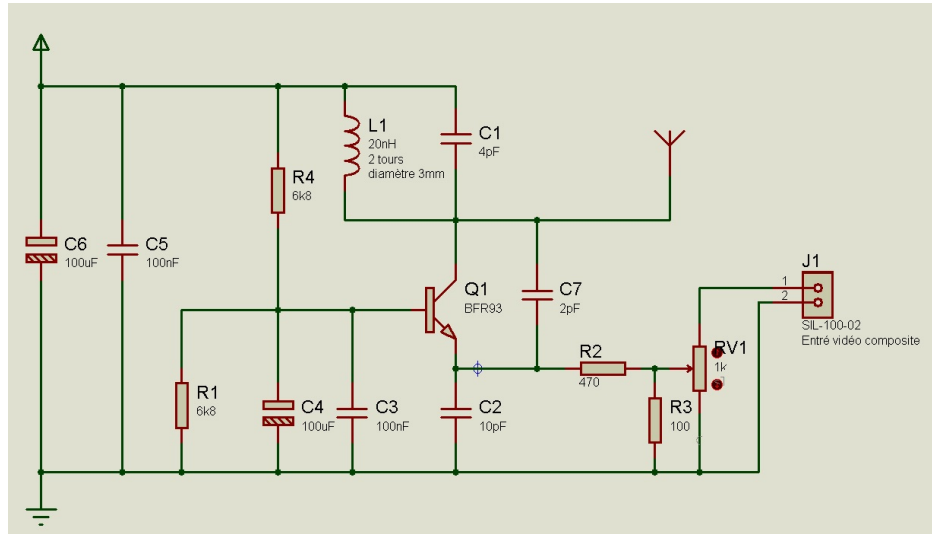 L1
20nH
2 tours
diamètre 3mm
C1
4pF
R4
6k8
C6
100uF
C5
100nF
Q1
BFR93
C7
2pF
J1
1
2
SIL-100-02
Entré vidéo composite
RV1
1k
R2
470
R1
6k8
C4
100uF
C3
100nF
C2
10pF
R3
100